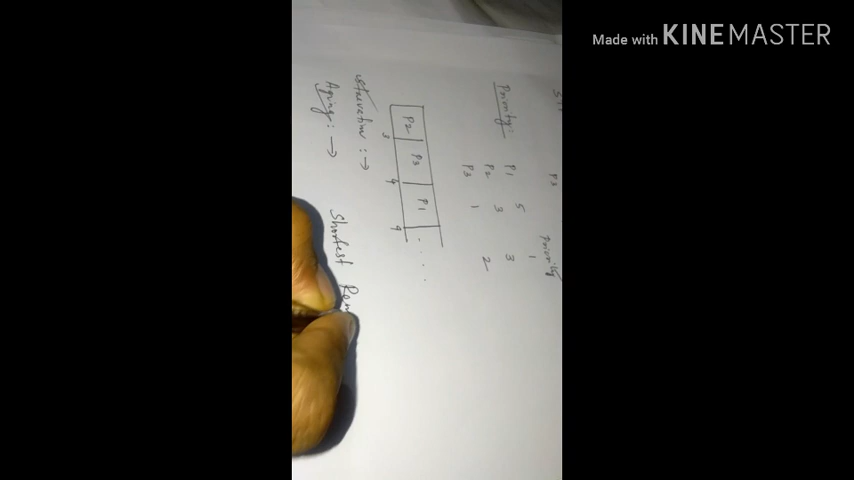 Made with KINEMASTER
P3
Priority
Priority:
P1 5 1
P2 3 3
P3 1 2
P2 P3 P1 ....
3 4 9
Starvation : →
Aging : → Shortest Rem